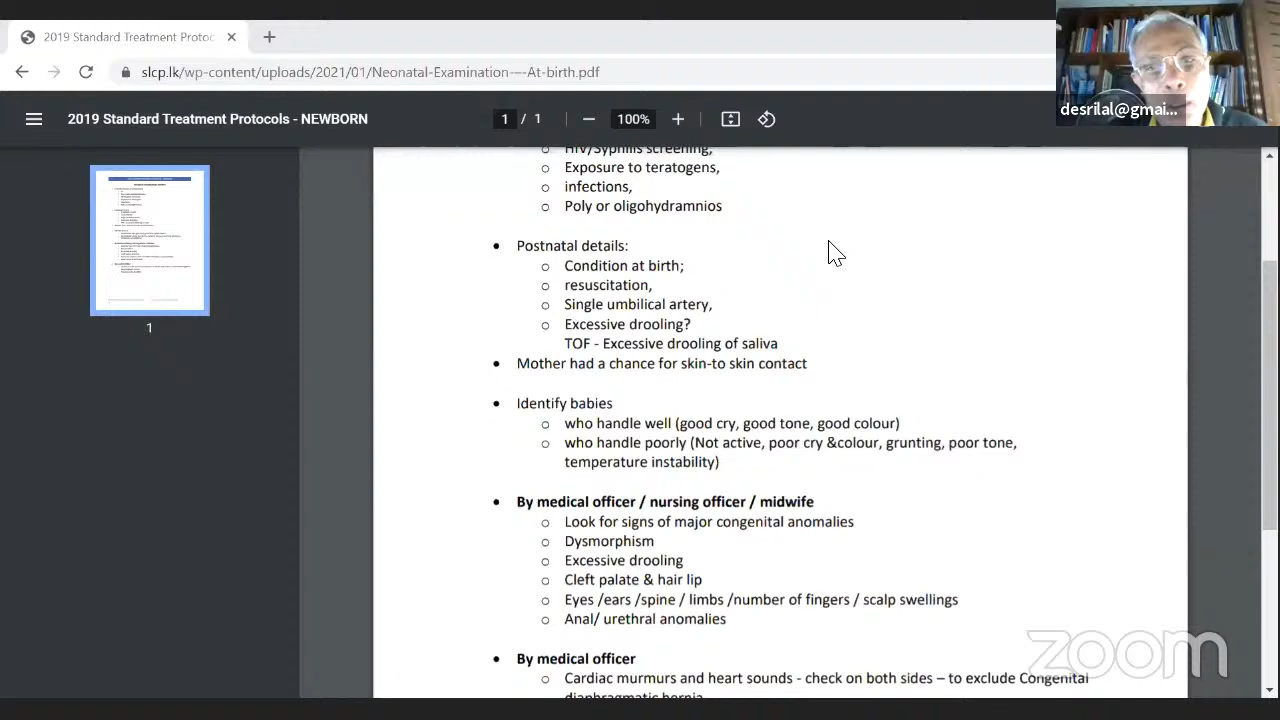 2019 Standard Treatment Protoc
slcp.lk/wp-content/uploads/2021/01/Neonatal-Examination-–-At-birth.pdf
desrilal@gmai...
2019 Standard Treatment Protocols - NEWBORN
1 / 1
100%
1
o HIV/Syphilis screening,
o Exposure to teratogens,
o Infections,
o Poly or oligohydramnios
• Postnatal details:
o Condition at birth;
o resuscitation,
o Single umbilical artery,
o Excessive drooling?
TOF - Excessive drooling of saliva
• Mother had a chance for skin-to skin contact
• Identify babies
o who handle well (good cry, good tone, good colour)
o who handle poorly (Not active, poor cry &colour, grunting, poor tone,
temperature instability)
• By medical officer / nursing officer / midwife
o Look for signs of major congenital anomalies
o Dysmorphism
o Excessive drooling
o Cleft palate & hair lip
o Eyes /ears /spine / limbs /number of fingers / scalp swellings
o Anal/ urethral anomalies
• By medical officer
o Cardiac murmurs and heart sounds - check on both sides – to exclude Congenital
diaphragmatic hernia
zoom